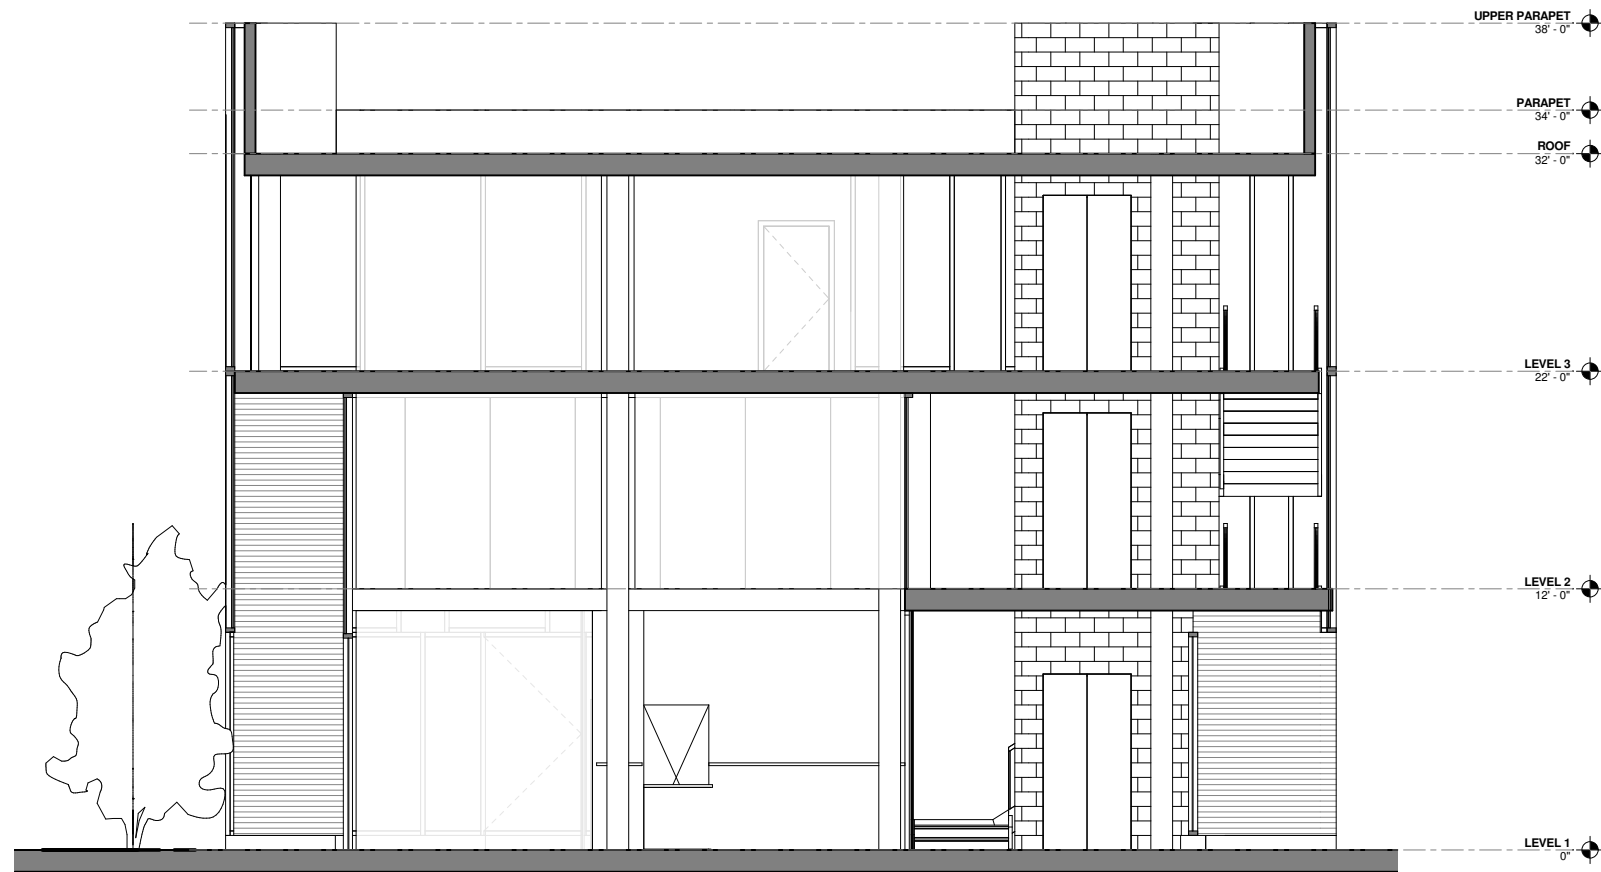 UPPER PARAPET
38' - 0"
PARAPET
34' - 0"
ROOF
32' - 0"
LEVEL 3
22' - 0"
LEVEL 2
12' - 0"
LEVEL 1
0"